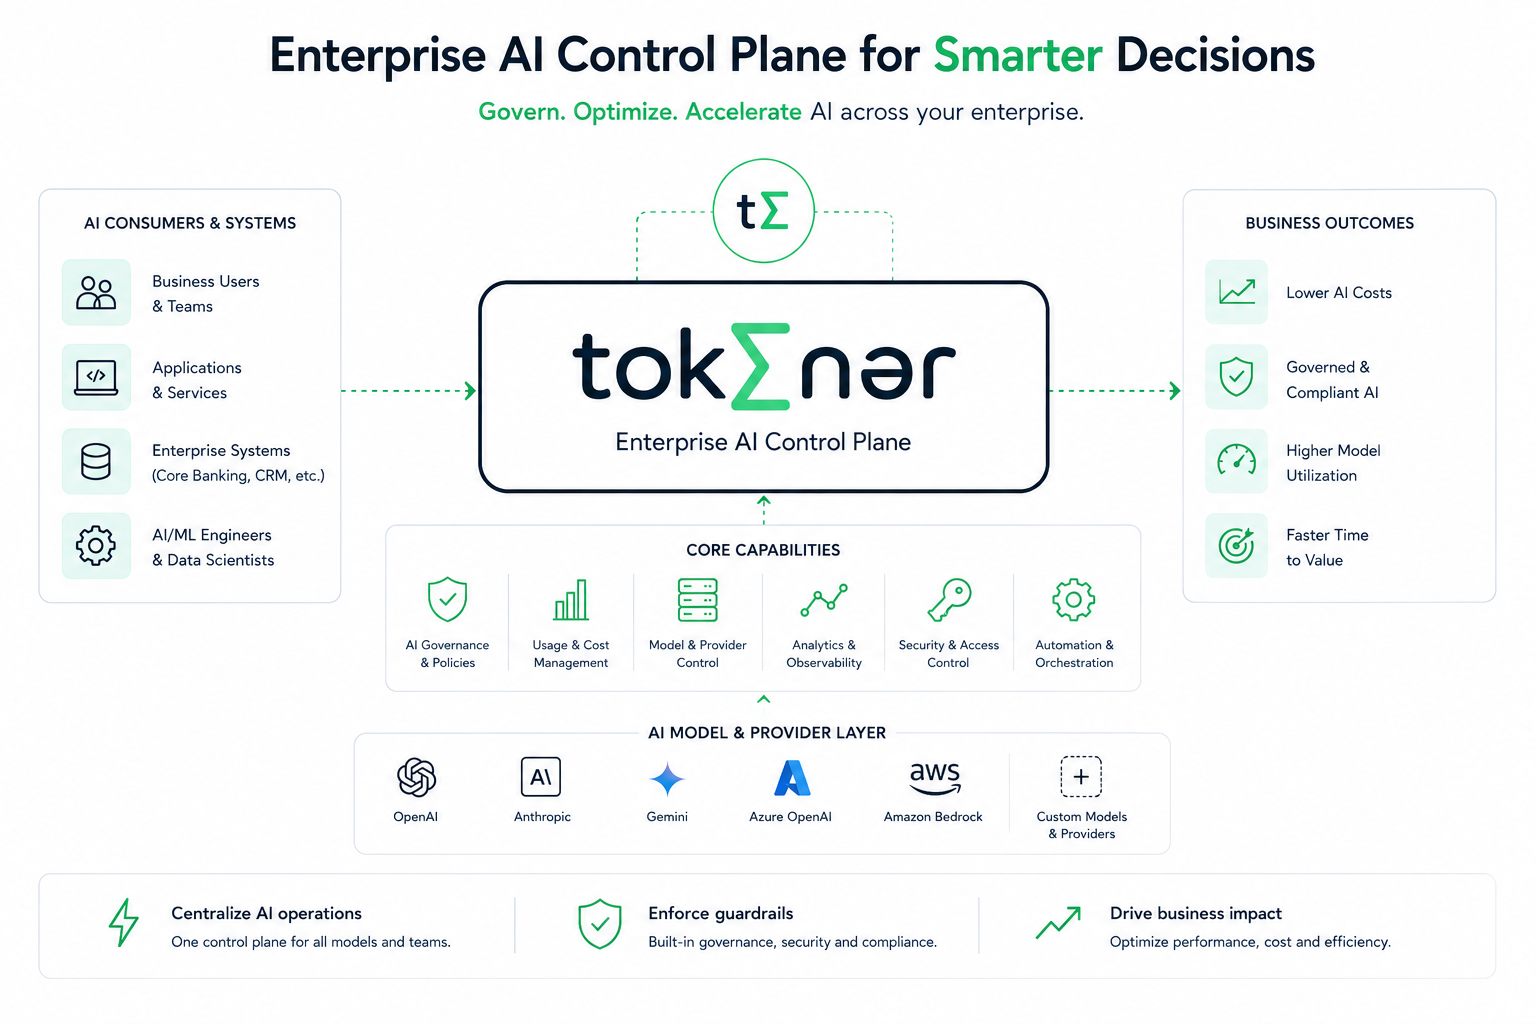 Enterprise AI Control Plane for Smarter Decisions
Govern. Optimize. Accelerate AI across your enterprise.
tΣ
AI CONSUMERS & SYSTEMS
Business Users
& Teams
</>
Applications
& Services
Enterprise Systems
(Core Banking, CRM, etc.)
AI/ML Engineers
& Data Scientists
tokΣnər
Enterprise AI Control Plane
BUSINESS OUTCOMES
Lower AI Costs
Governed &
Compliant AI
Higher Model
Utilization
Faster Time
to Value
CORE CAPABILITIES
AI Governance
& Policies
Usage & Cost
Management
Model & Provider
Control
Analytics &
Observability
Security & Access
Control
Automation &
Orchestration
AI MODEL & PROVIDER LAYER
OpenAI
A\
Anthropic
Gemini
Azure OpenAI
aws
Amazon Bedrock
+
Custom Models
& Providers
Centralize AI operations
One control plane for all models and teams.
Enforce guardrails
Built-in governance, security and compliance.
Drive business impact
Optimize performance, cost and efficiency.